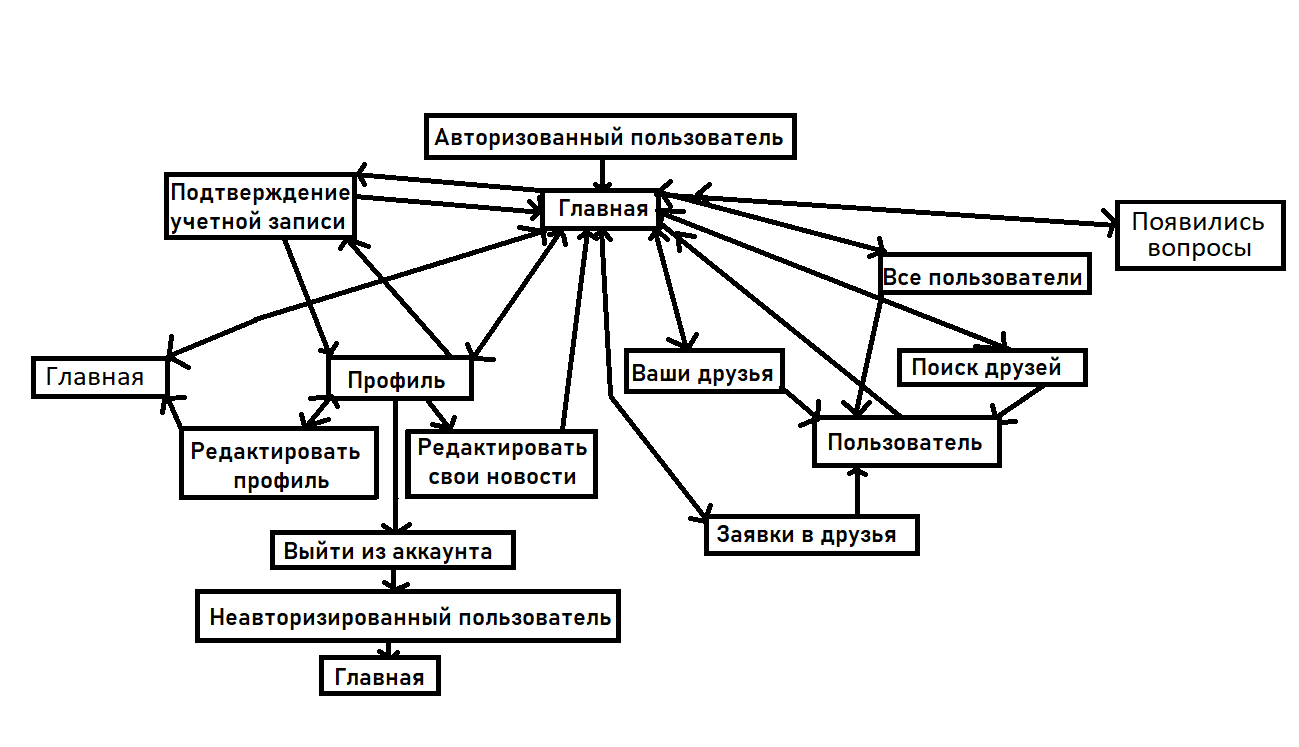 Авторизованный пользователь
Подтверждение
учетной записи
Главная
Появились
вопросы
Все пользователи
Главная
Профиль
Ваши друзья
Поиск друзей
Редактировать
профиль
Редактировать
свои новости
Пользователь
Заявки в друзья
Выйти из аккаунта
Неавторизированный пользователь
Главная